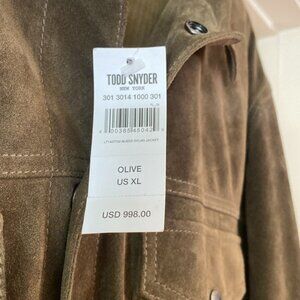 TODD SNYDER
NEW YORK
301 3014 1000 301
OLIVE
US XL
USD 998.00